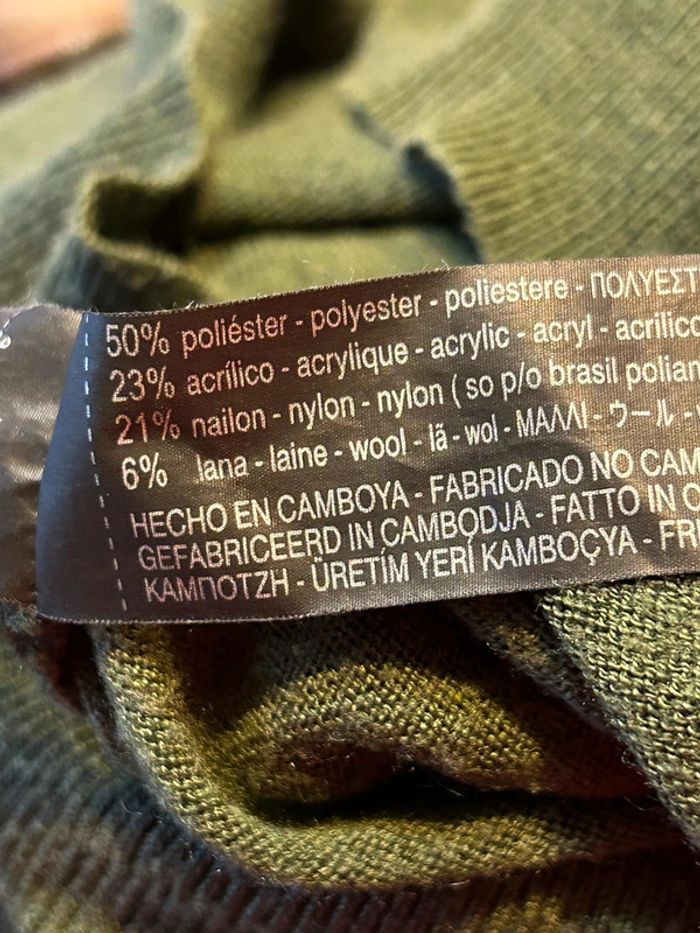 50% poliéster - polyester - poliestere - ΠΟΛΥΕΣΤ
23% acrílico - acrylique - acrylic - acryl - acrílico
21% nailon - nylon - nylon ( so p/o brasil polian
6% lana - laine - wool - lã - wol - ΜΑΛΛΙ - ウール -
HECHO EN CAMBOYA - FABRICADO NO CAM
GEFABRICEERD IN CAMBODJA - FATTO IN C
ΚΑΜΠΟΤΖΗ - ÜRETİM YERİ KAMBOÇYA - FR